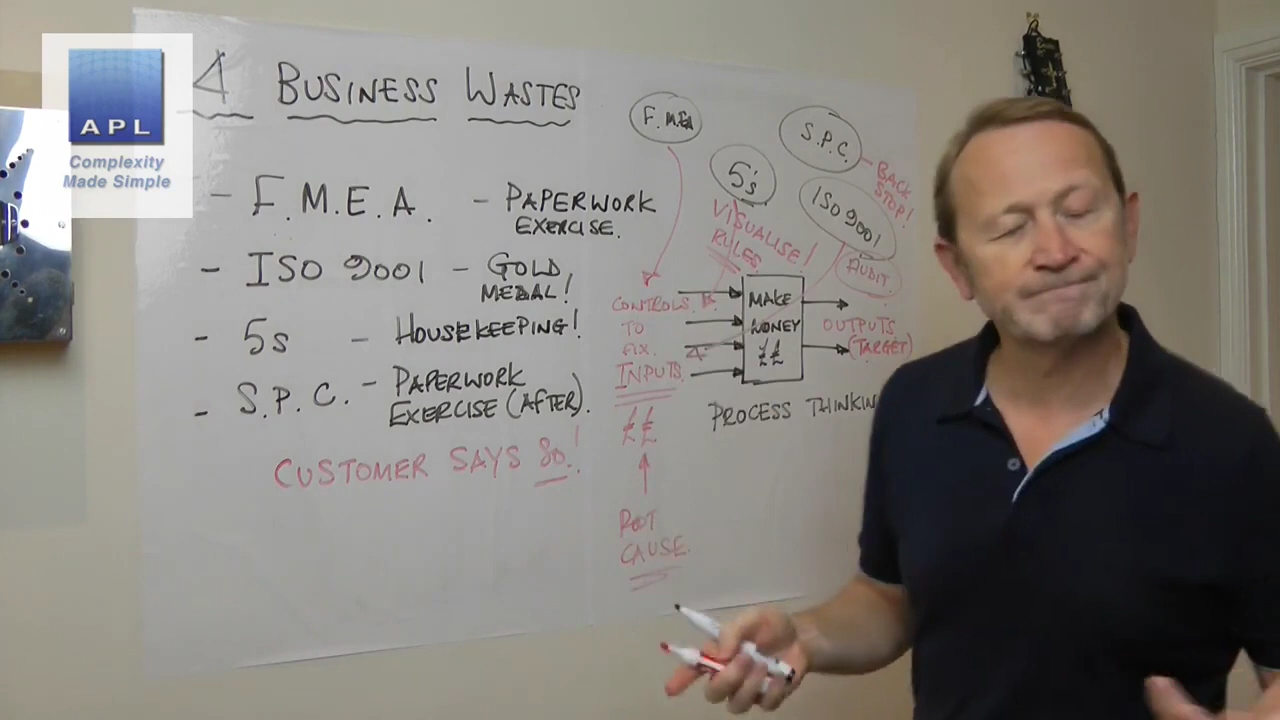 APL
Complexity
Made Simple
4 BUSINESS WASTES
- F.M.E.A. - PAPERWORK
EXERCISE.
- ISO 9001 - GOLD
MEDAL!
- 5s - HOUSEKEEPING!
- S.P.C. - PAPERWORK
EXERCISE (AFTER).
CUSTOMER SAYS SO!
F.M.EA
5's
S.P.C.
BACK
STOP!
ISO 9001
AUDIT.
VISUALISE!
RULES
CONTROLS
TO
FIX
INPUTS.
££
ROOT
CAUSE.
MAKE
MONEY
££
OUTPUTS
(TARGET)
PROCESS THINKIN